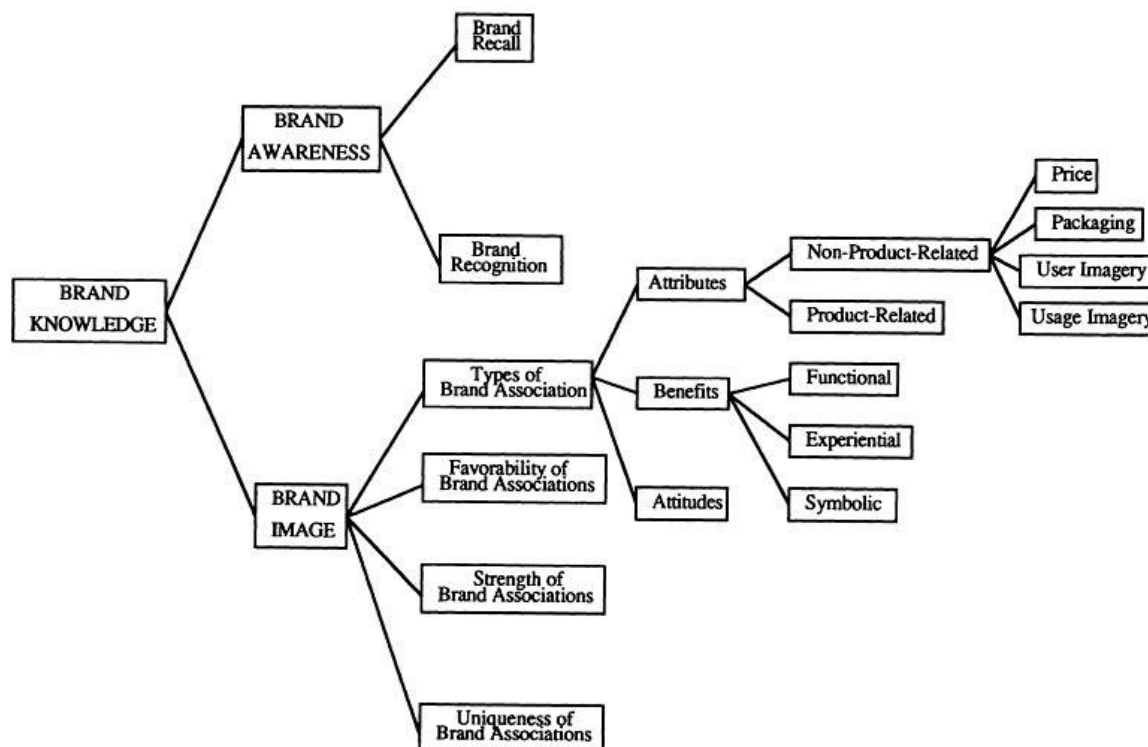 Brand
Recall
BRAND
AWARENESS
Brand
Recognition
BRAND
KNOWLEDGE
BRAND
IMAGE
Types of
Brand Association
Favorability of
Brand Associations
Strength of
Brand Associations
Uniqueness of
Brand Associations
Attributes
Benefits
Attitudes
Non-Product-Related
Product-Related
Functional
Experiential
Symbolic
Price
Packaging
User Imagery
Usage Imagery